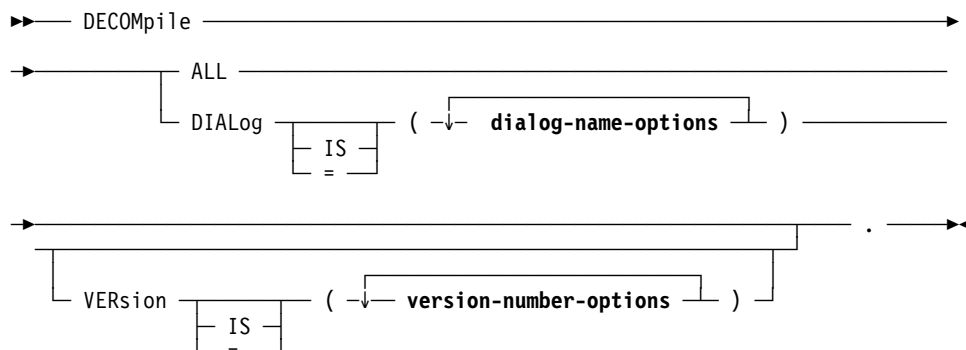 DECOMpile
ALL
DIALog ( dialog-name-options )
IS
=
.
VERsion ( version-number-options )
IS
=